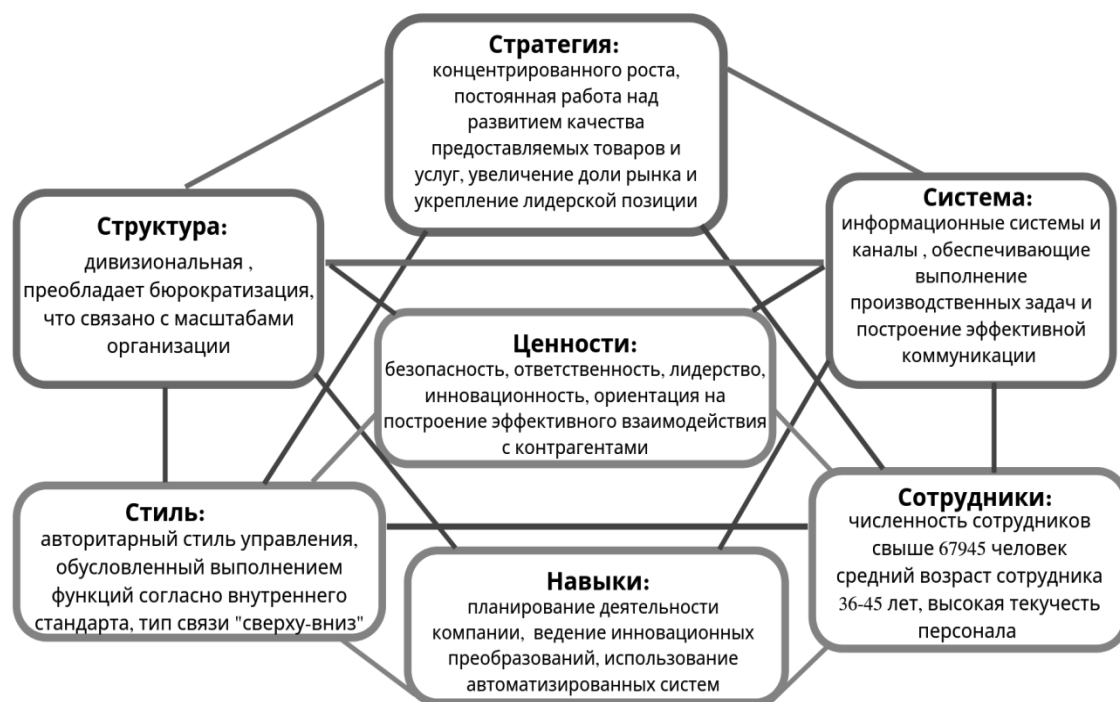 Стратегия:
концентрированного роста,
постоянная работа над
развитием качества
предоставляемых товаров и
услуг, увеличение доли рынка и
укрепление лидерской позиции
Структура:
дивизиональная ,
преобладает бюрократизация,
что связано с масштабами
организации
Система:
информационные системы и
каналы , обеспечивающие
выполнение
производственных задач и
построение эффективной
коммуникации
Ценности:
безопасность, ответственность, лидерство,
инновационность, ориентация на
построение эффективного взаимодействия
с контрагентами
Стиль:
авторитарный стиль управления,
обусловленный выполнением
функций согласно внутреннего
стандарта, тип связи "сверху-вниз"
Навыки:
планирование деятельности
компании, ведение инновационных
преобразований, использование
автоматизированных систем
Сотрудники:
численность сотрудников
свыше 67945 человек
средний возраст сотрудника
36-45 лет, высокая текучесть
персонала